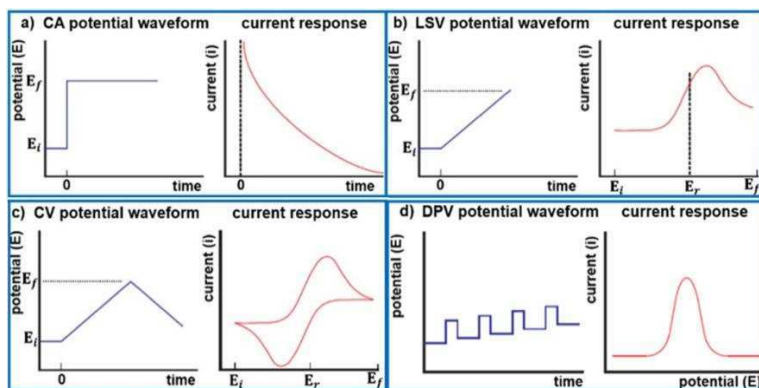 a) CA potential waveform
current response
potential (E)
E_f
E_i
0
time
current (i)
0
time
b) LSV potential waveform
current response
potential (E)
E_f
E_i
0
time
current (i)
E_i
E_r
E_f
c) CV potential waveform
current response
potential (E)
E_f
E_i
0
time
current (i)
E_i
E_r
E_f
d) DPV potential waveform
current response
potential (E)
time
current (i)
potential (E)